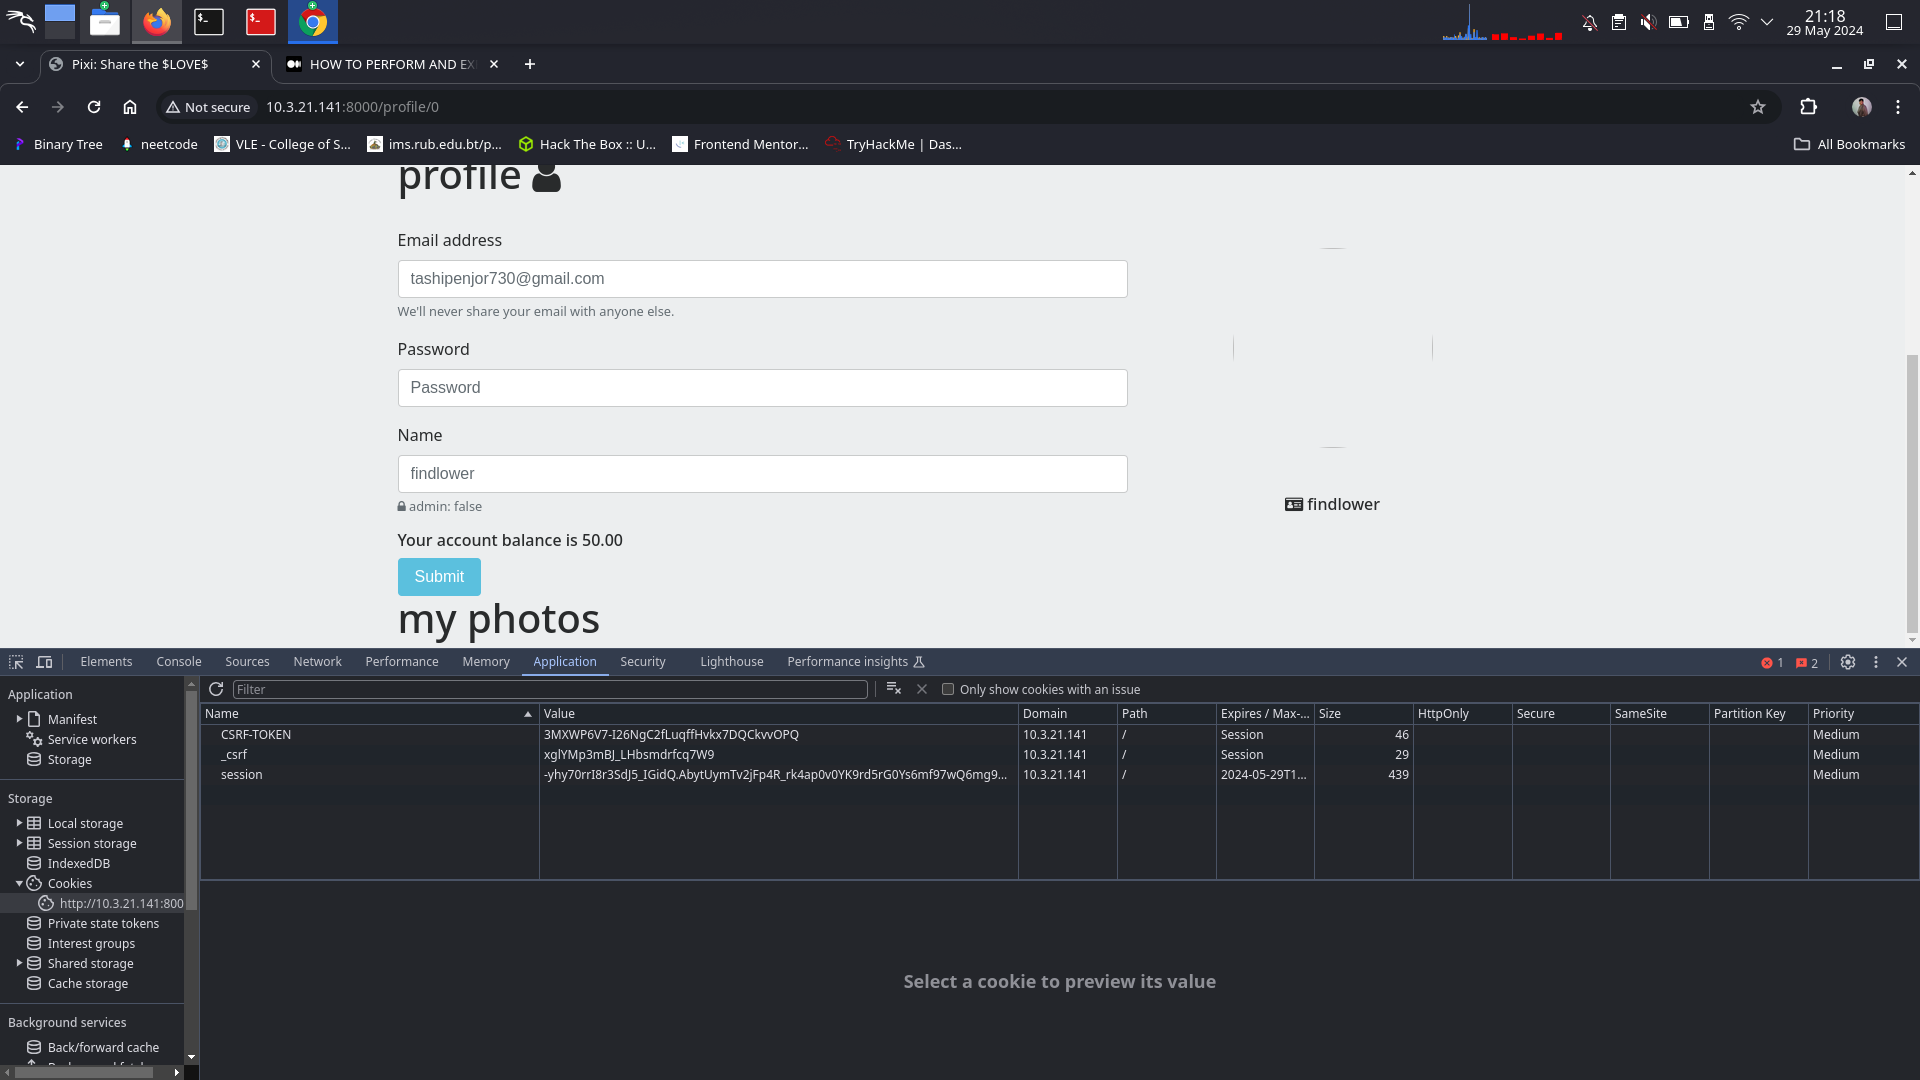 21:18
29 May 2024
Pixi: Share the $LOVE$
HOW TO PERFORM AND EX
Not secure
10.3.21.141:8000/profile/0
Binary Tree
neetcode
VLE - College of S...
ims.rub.edu.bt/p...
Hack The Box :: U...
Frontend Mentor...
TryHackMe | Das...
All Bookmarks
profile
Email address
tashipenjor730@gmail.com
We'll never share your email with anyone else.
Password
Password
Name
findlower
admin: false
findlower
Your account balance is 50.00
Submit
my photos
Elements Console Sources Network Performance Memory Application Security Lighthouse Performance insights 1 2
Application
Manifest
Service workers
Storage
Storage
Local storage
Session storage
IndexedDB
Cookies
http://10.3.21.141:800
Private state tokens
Interest groups
Shared storage
Cache storage
Background services
Back/forward cache
Filter
Only show cookies with an issue
Name Value Domain Path Expires / Max-... Size HttpOnly Secure SameSite Partition Key Priority
CSRF-TOKEN 3MXWP6V7-I26NgC2fLuqffHvkx7DQCkvvOPQ 10.3.21.141 / Session 46 Medium
_csrf xglYMp3mBJ_LHbsmdrfcq7W9 10.3.21.141 / Session 29 Medium
session -yhy70rrI8r3SdJ5_IGidQ.AbytUymTv2jFp4R_rk4ap0v0YK9rd5rG0Ys6mf97wQ6mg9... 10.3.21.141 / 2024-05-29T1... 439 Medium
Select a cookie to preview its value